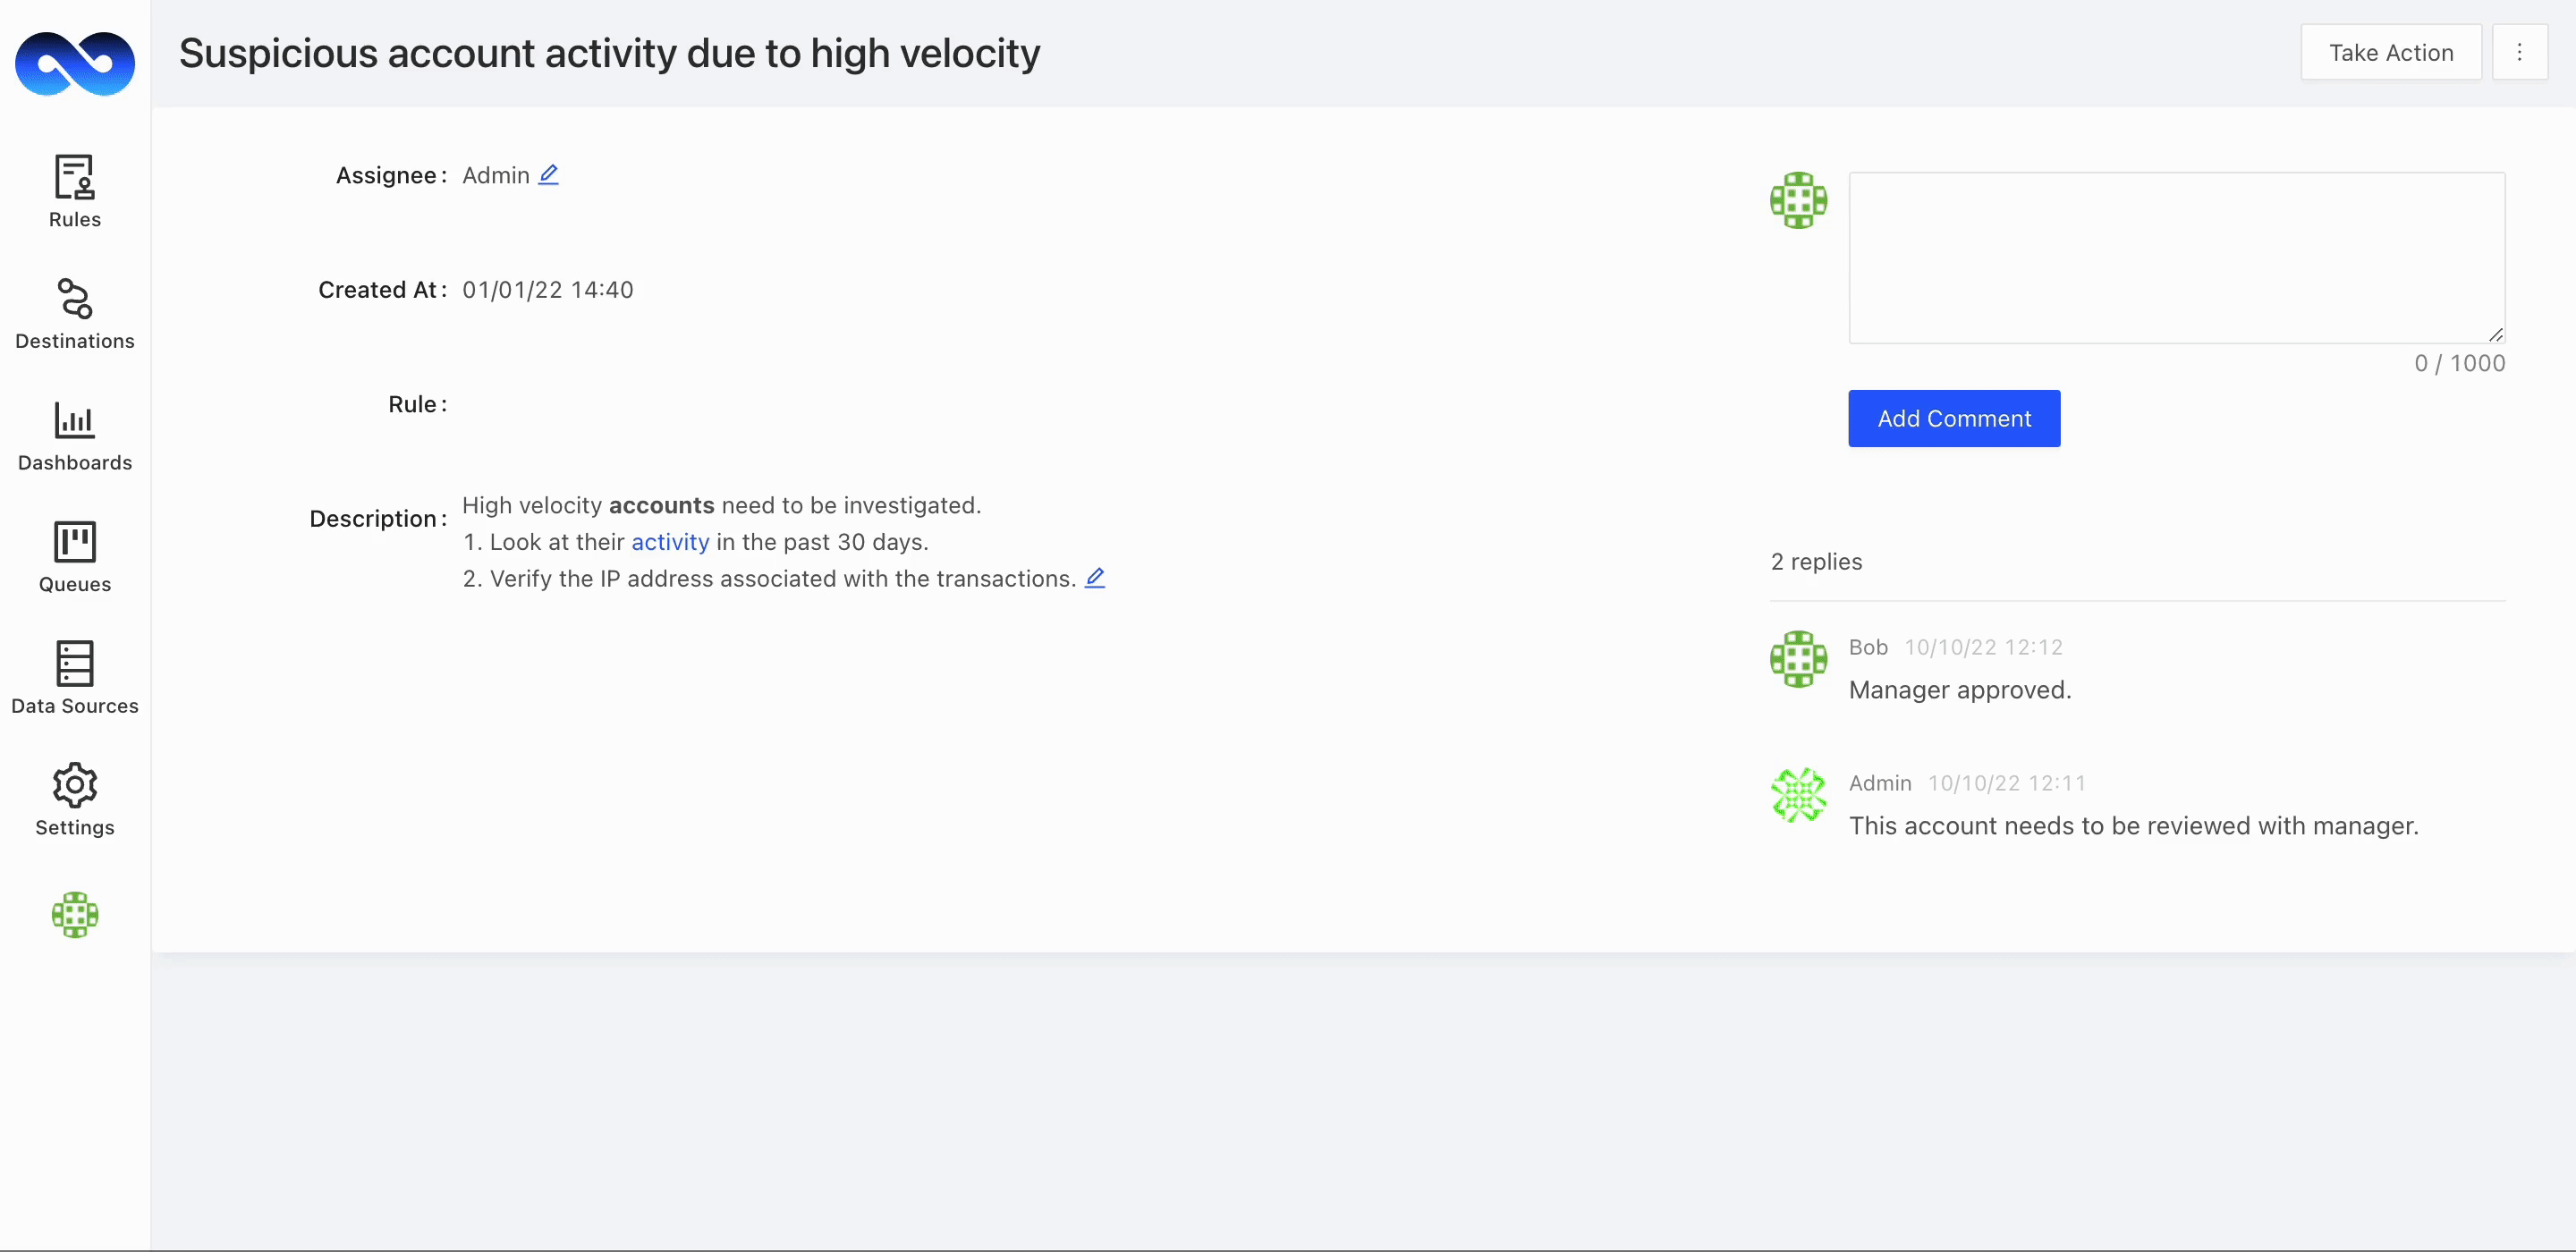 Suspicious account activity due to high velocity
Take Action
Rules
Destinations
Dashboards
Queues
Data Sources
Settings
Assignee: Admin
Created At: 01/01/22 14:40
Rule:
Description: High velocity accounts need to be investigated.
1. Look at their activity in the past 30 days.
2. Verify the IP address associated with the transactions.
0 / 1000
Add Comment
2 replies
Bob 10/10/22 12:12
Manager approved.
Admin 10/10/22 12:11
This account needs to be reviewed with manager.